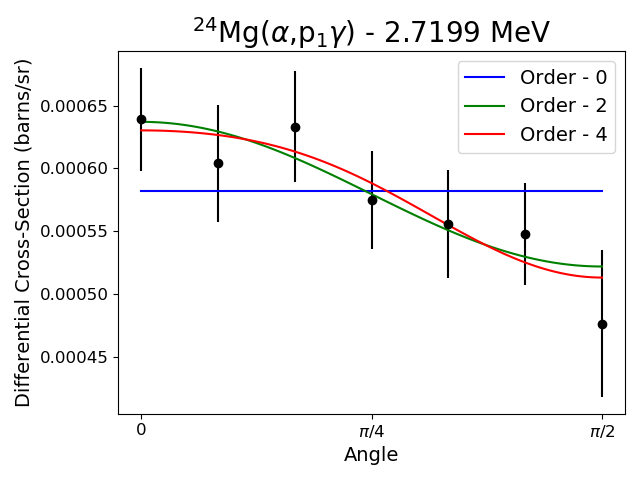 ²⁴Mg(α,p₁γ) - 2.7199 MeV
Order - 0
Order - 2
Order - 4
Differential Cross-Section (barns/sr)
0.00065
0.00060
0.00055
0.00050
0.00045
0
π/4
π/2
Angle